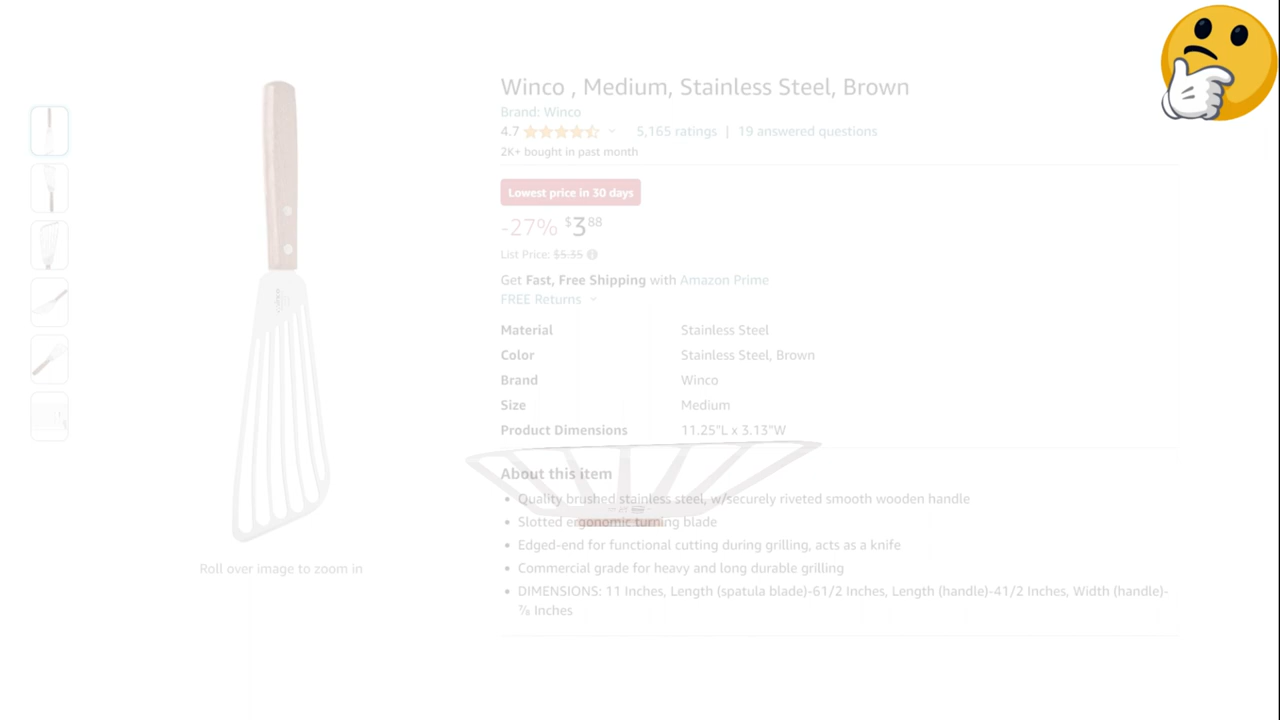 Winco , Medium, Stainless Steel, Brown
Brand: Winco
4.7 5,165 ratings | 19 answered questions
2K+ bought in past month
Lowest price in 30 days
-27% $3 88
List Price: $5.35
Get Fast, Free Shipping with Amazon Prime
FREE Returns
Material Stainless Steel
Color Stainless Steel, Brown
Brand Winco
Size Medium
Product Dimensions 11.25"L x 3.13"W
About this item
• Quality brushed stainless steel, w/securely riveted smooth wooden handle
• Slotted ergonomic turning blade
• Edged-end for functional cutting during grilling, acts as a knife
• Commercial grade for heavy and long durable grilling
• DIMENSIONS: 11 Inches, Length (spatula blade)-61/2 Inches, Length (handle)-41/2 Inches, Width (handle)-
⅞ Inches
Roll over image to zoom in